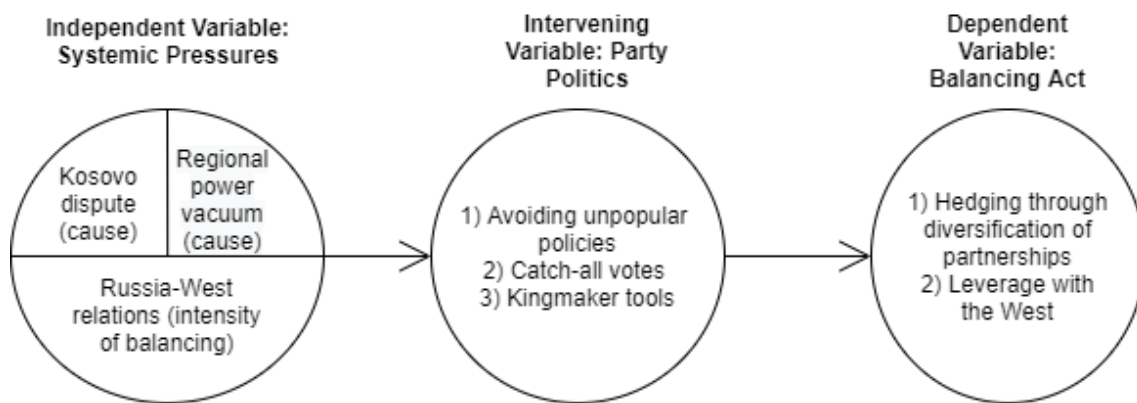 Independent Variable:
Systemic Pressures
Intervening
Variable: Party
Politics
Dependent
Variable:
Balancing Act
Kosovo
dispute
(cause)
Regional
power
vacuum
(cause)
Russia-West
relations (intensity
of balancing)
1) Avoiding unpopular
policies
2) Catch-all votes
3) Kingmaker tools
1) Hedging through
diversification of
partnerships
2) Leverage with
the West